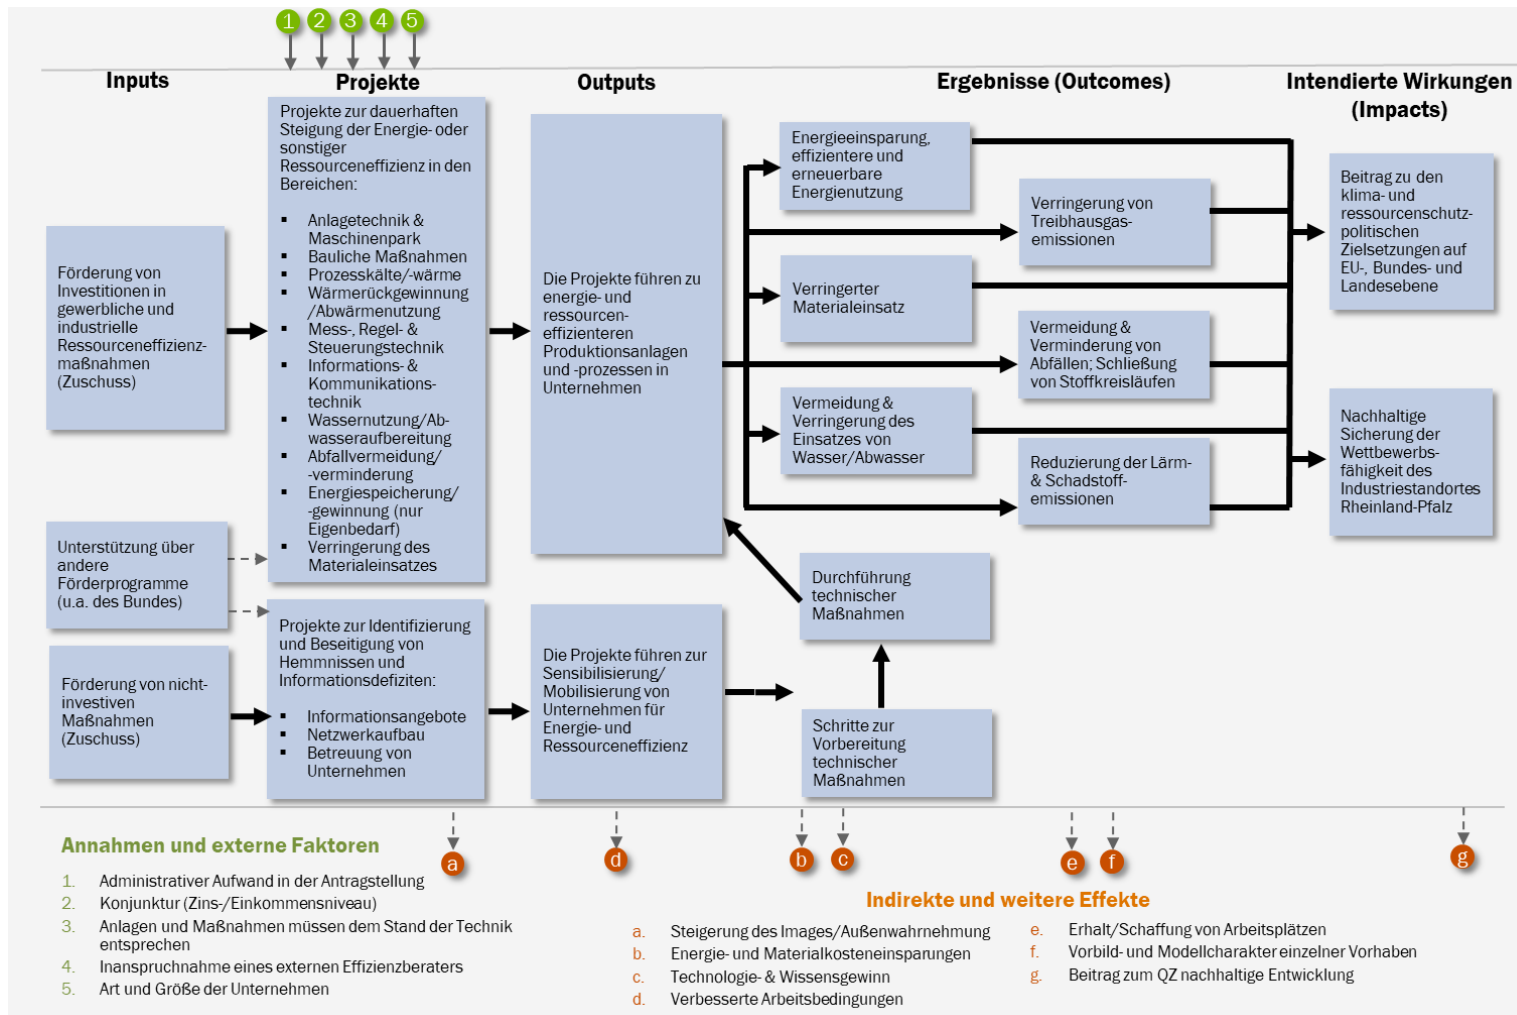 1 2 3 4 5
Inputs
Projekte
Outputs
Ergebnisse (Outcomes)
Intendierte Wirkungen
(Impacts)
Förderung von
Investitionen in
gewerbliche und
industrielle
Ressourceneffizienz-
maßnahmen
(Zuschuss)
Unterstützung über
andere
Förderprogramme
(u.a. des Bundes)
Förderung von nicht-
investiven
Maßnahmen
(Zuschuss)
Projekte zur dauerhaften
Steigung der Energie- oder
sonstiger
Ressourceneffizienz in den
Bereichen:
▪ Anlagetechnik &
Maschinenpark
▪ Bauliche Maßnahmen
▪ Prozesskälte/-wärme
▪ Wärmerückgewinnung
/Abwärmenutzung
▪ Mess-, Regel- &
Steuerungstechnik
▪ Informations- &
Kommunikations-
technik
▪ Wassernutzung/Ab-
wasseraufbereitung
▪ Abfallvermeidung/
-verminderung
▪ Energiespeicherung/
-gewinnung (nur
Eigenbedarf)
▪ Verringerung des
Materialeinsatzes
Projekte zur Identifizierung
und Beseitigung von
Hemmnissen und
Informationsdefiziten:
▪ Informationsangebote
▪ Netzwerkaufbau
▪ Betreuung von
Unternehmen
Die Projekte führen zu
energie- und
ressourcen-
effizienteren
Produktionsanlagen
und -prozessen in
Unternehmen
Die Projekte führen zur
Sensibilisierung/
Mobilisierung von
Unternehmen für
Energie- und
Ressourceneffizienz
Energieeinsparung,
effizientere und
erneuerbare
Energienutzung
Verringerung von
Treibhausgas-
emissionen
Verringerter
Materialeinsatz
Vermeidung &
Verminderung von
Abfällen; Schließung
von Stoffkreisläufen
Vermeidung &
Verringerung des
Einsatzes von
Wasser/Abwasser
Reduzierung der Lärm-
& Schadstoff-
emissionen
Durchführung
technischer
Maßnahmen
Schritte zur
Vorbereitung
technischer
Maßnahmen
Beitrag zu den
klima- und
ressourcenschutz-
politischen
Zielsetzungen auf
EU-, Bundes- und
Landesebene
Nachhaltige
Sicherung der
Wettbewerbs-
fähigkeit des
Industriestandortes
Rheinland-Pfalz
a d b c e f g
Annahmen und externe Faktoren
1. Administrativer Aufwand in der Antragstellung
2. Konjunktur (Zins-/Einkommensniveau)
3. Anlagen und Maßnahmen müssen dem Stand der Technik
entsprechen
4. Inanspruchnahme eines externen Effizienzberaters
5. Art und Größe der Unternehmen
Indirekte und weitere Effekte
a. Steigerung des Images/Außenwahrnehmung
b. Energie- und Materialkosteneinsparungen
c. Technologie- & Wissensgewinn
d. Verbesserte Arbeitsbedingungen
e. Erhalt/Schaffung von Arbeitsplätzen
f. Vorbild- und Modellcharakter einzelner Vorhaben
g. Beitrag zum QZ nachhaltige Entwicklung